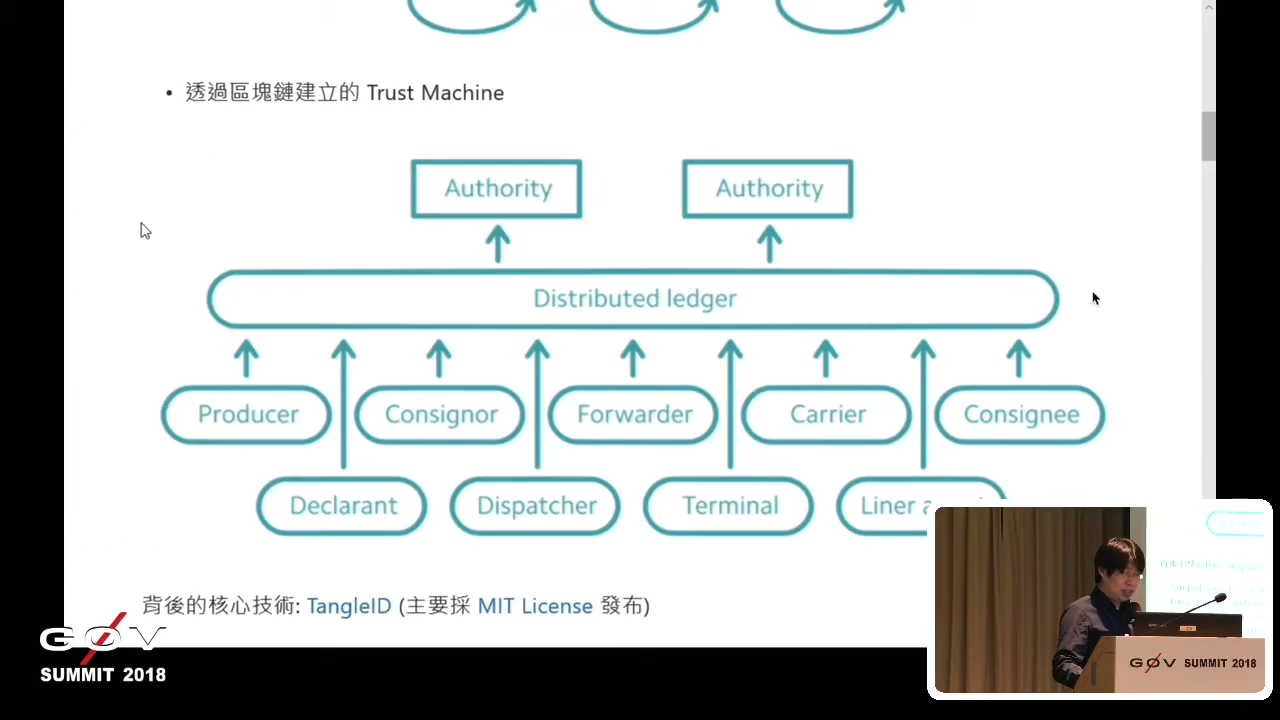 • 透過區塊鏈建立的 Trust Machine
Authority
Authority
Distributed ledger
Producer
Consignor
Forwarder
Carrier
Consignee
Declarant
Dispatcher
Terminal
Liner
背後的核心技術: TangleID (主要採 MIT License 發布)
GØV
SUMMIT 2018
GØV SUMMIT 2018